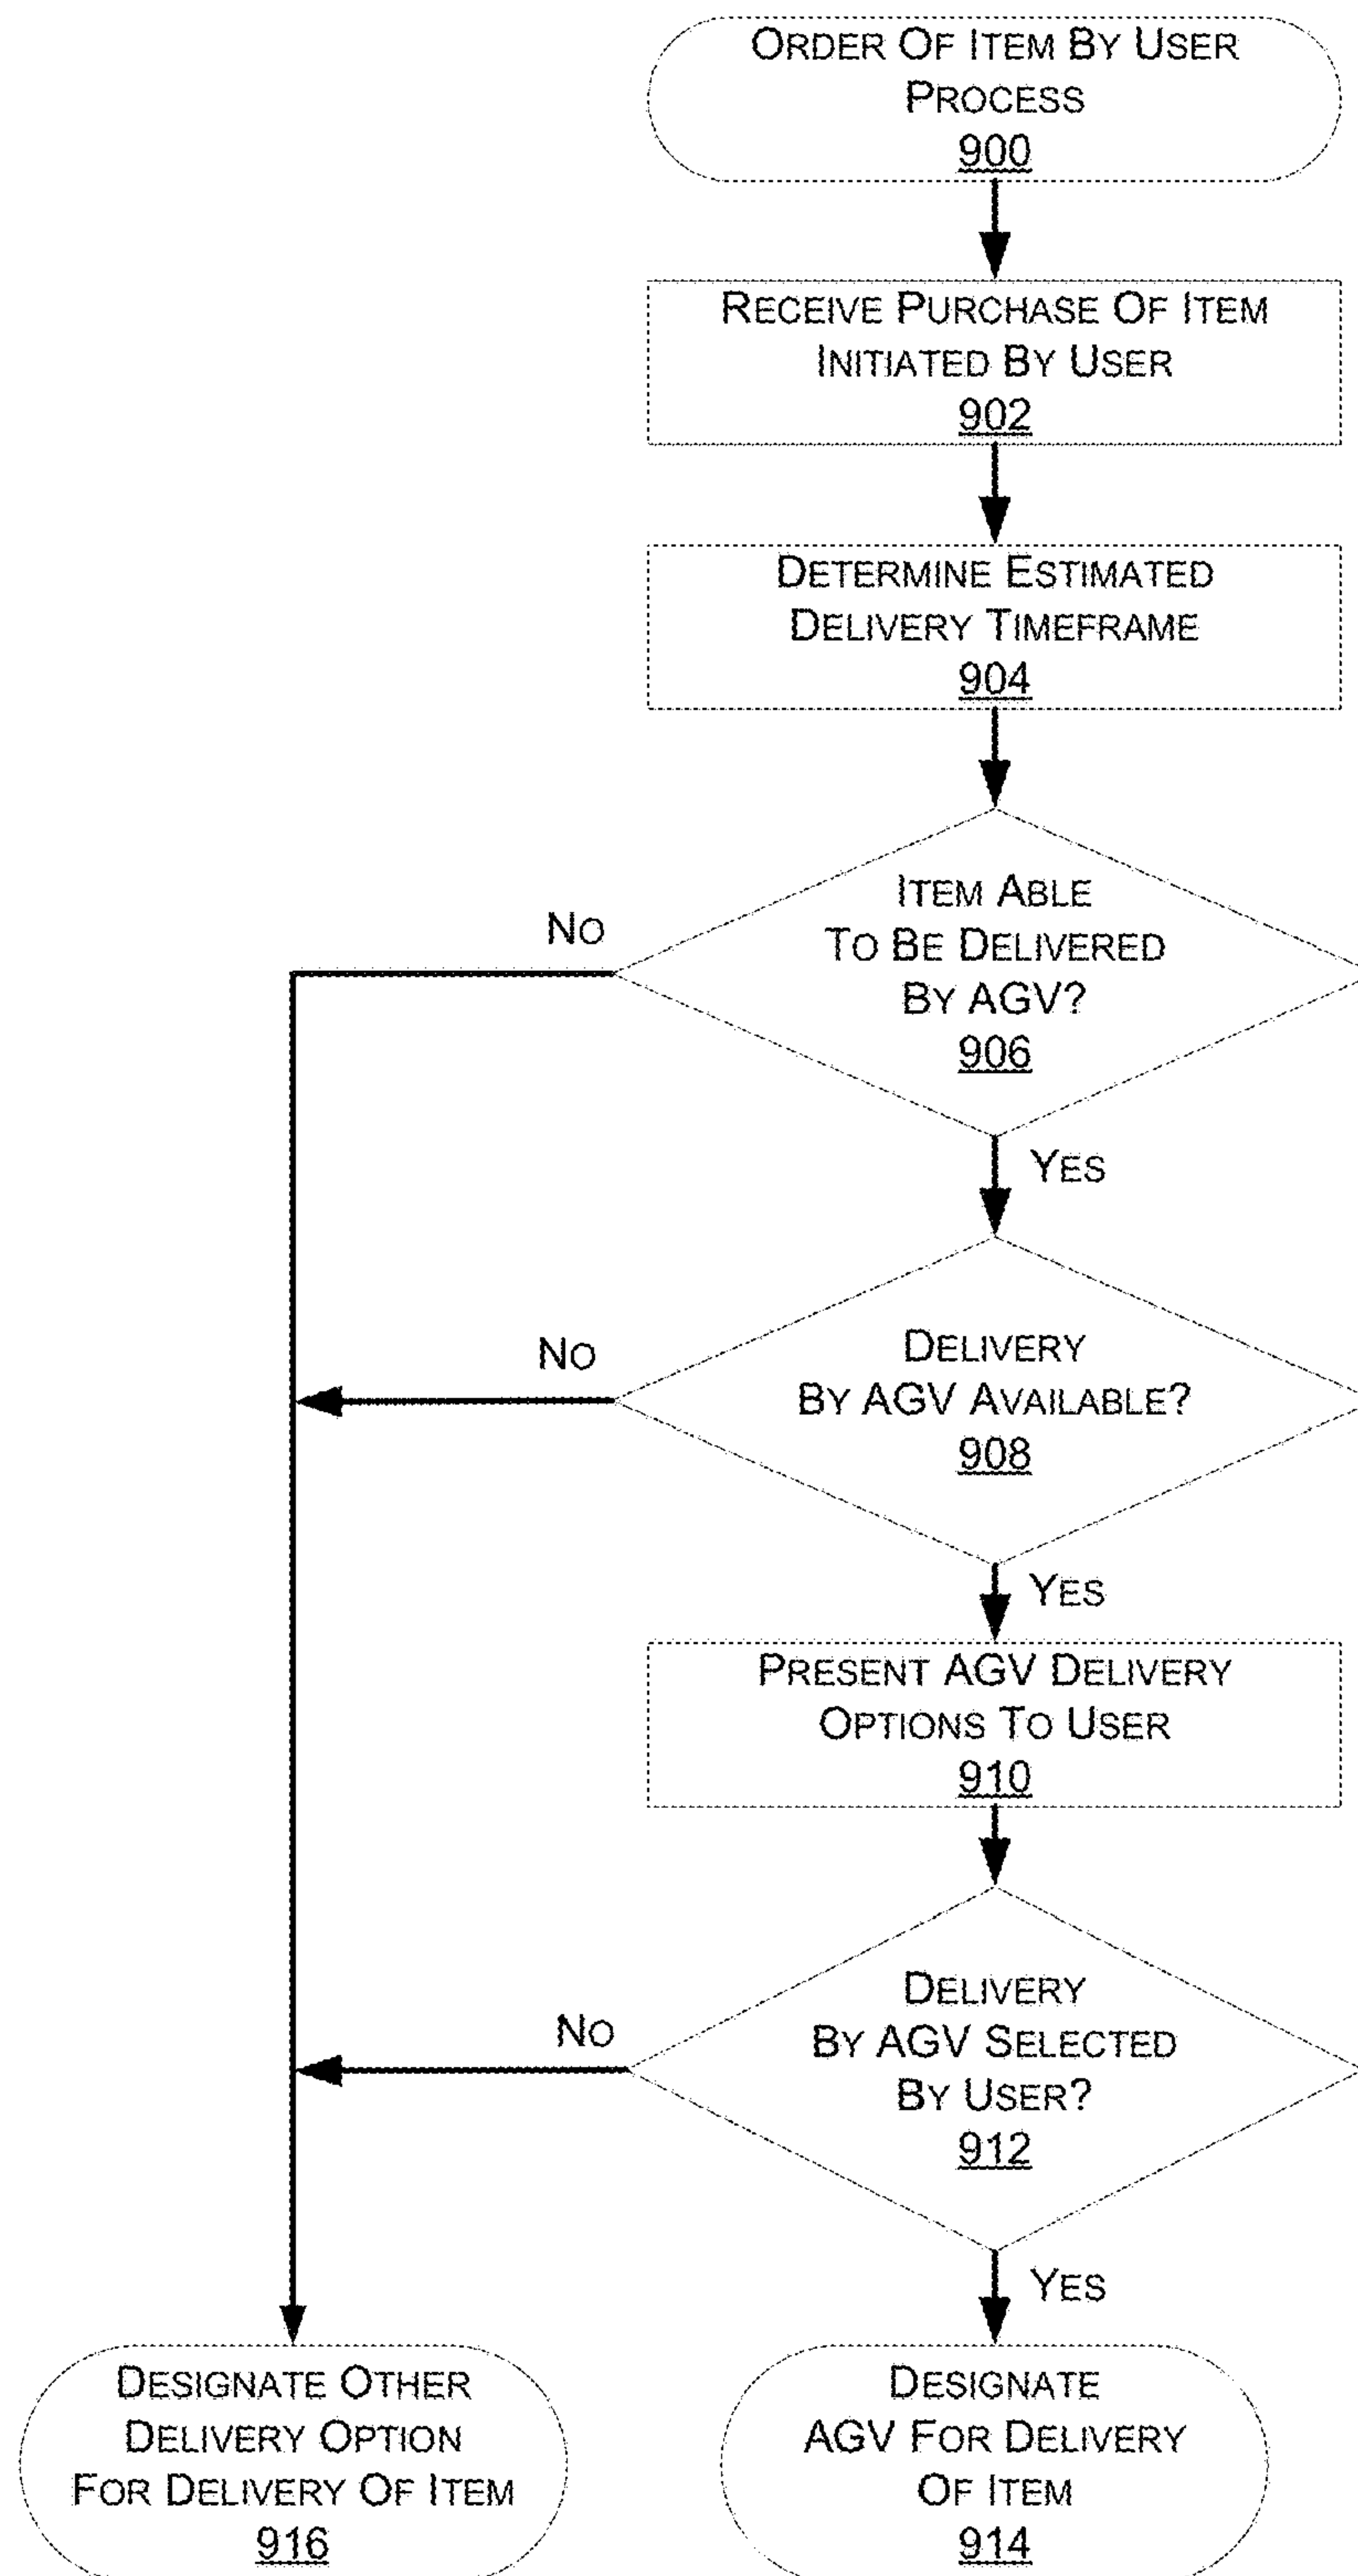 ORDER OF ITEM BY USER
PROCESS
900
RECEIVE PURCHASE OF ITEM
INITIATED BY USER
902
DETERMINE ESTIMATED
DELIVERY TIMEFRAME
904
ITEM ABLE
TO BE DELIVERED
BY AGV?
906
NO
YES
DELIVERY
BY AGV AVAILABLE?
908
NO
YES
PRESENT AGV DELIVERY
OPTIONS TO USER
910
DELIVERY
BY AGV SELECTED
BY USER?
912
NO
YES
DESIGNATE OTHER
DELIVERY OPTION
FOR DELIVERY OF ITEM
916
DESIGNATE
AGV FOR DELIVERY
OF ITEM
914